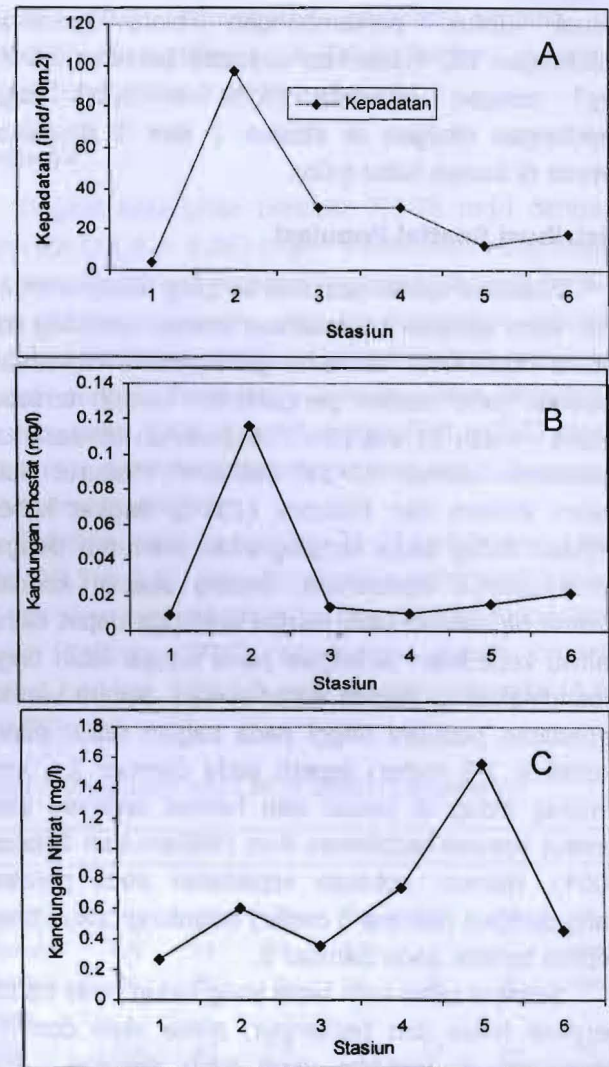 A
Kepadatan (Ind/10m2)
120
100
80
60
40
20
0
Kepadatan
1 2 3 4 5 6
Stasiun
B
Kandungan Phostat (mg/l)
0.14
0.12
0.1
0.08
0.06
0.04
0.02
0
1 2 3 4 5 6
Stasiun
C
Kandungan Nitrat (mg/l)
1.8
1.6
1.4
1.2
1
0.8
0.6
0.4
0.2
0
1 2 3 4 5 6
Stasiun